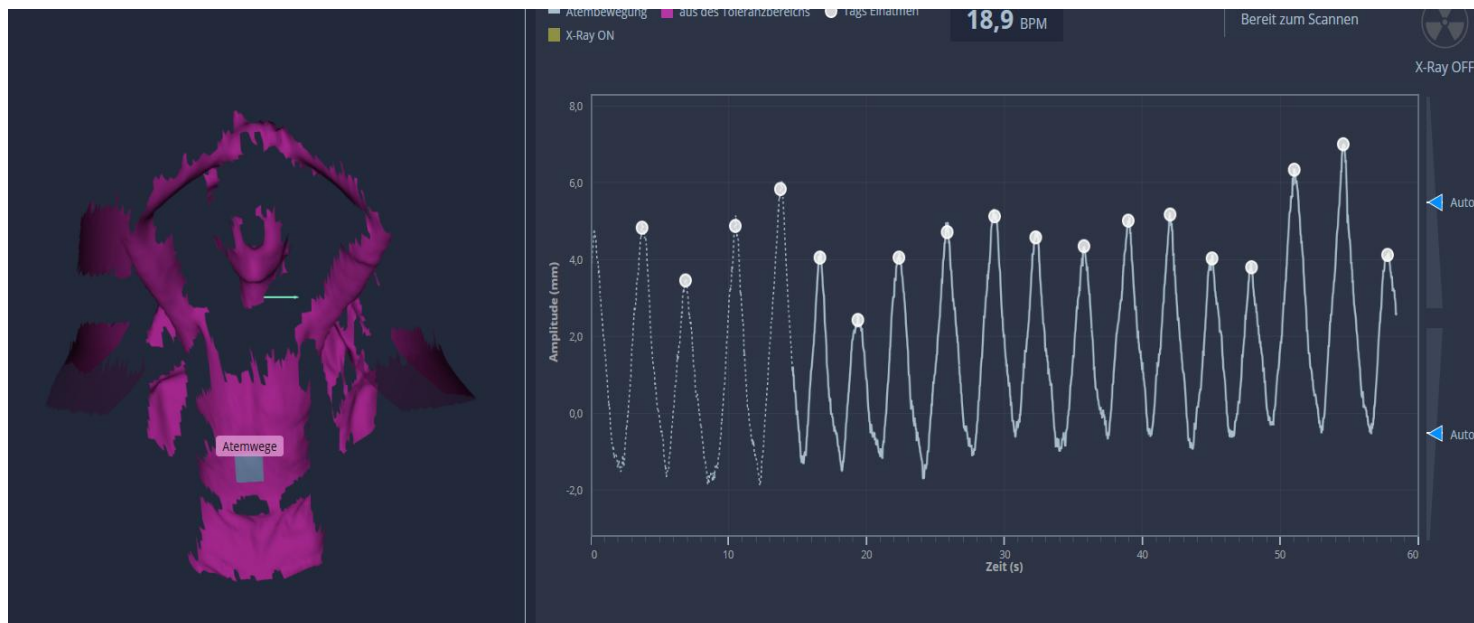 Atembewegung aus des Toleranzbereichs Tags Einatmen
X-Ray ON
18,9 BPM
Bereit zum Scannen
X-Ray OFF
8,0
6,0
4,0
2,0
0,0
-2,0
Amplitude (mm)
0 10 20 30 40 50 60
Zeit (s)
Auto
Auto
Atemwege